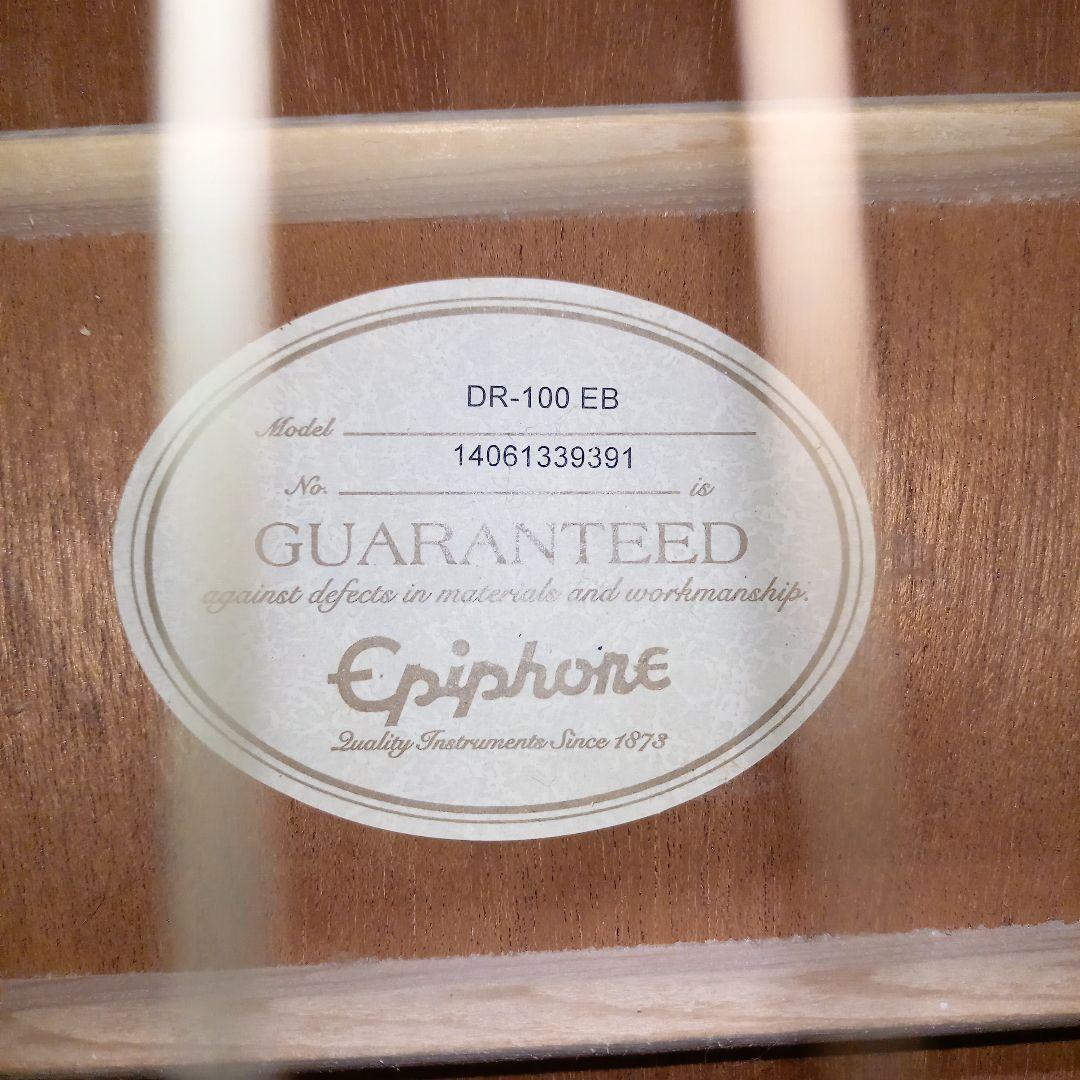 DR-100 EB
Model
14061339391
No. is
GUARANTEED
against defects in materials and workmanship.
Epiphone
Quality Instruments Since 1873